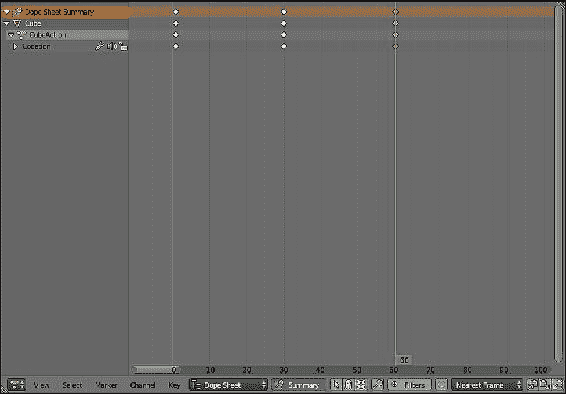 Dope Sheet Summary
Cube
CubeAction
Location
60
0 10 20 30 40 50 60 70 80 90 100
View Select Marker Channel Key Dope Sheet Summary Filters Nearest Frame